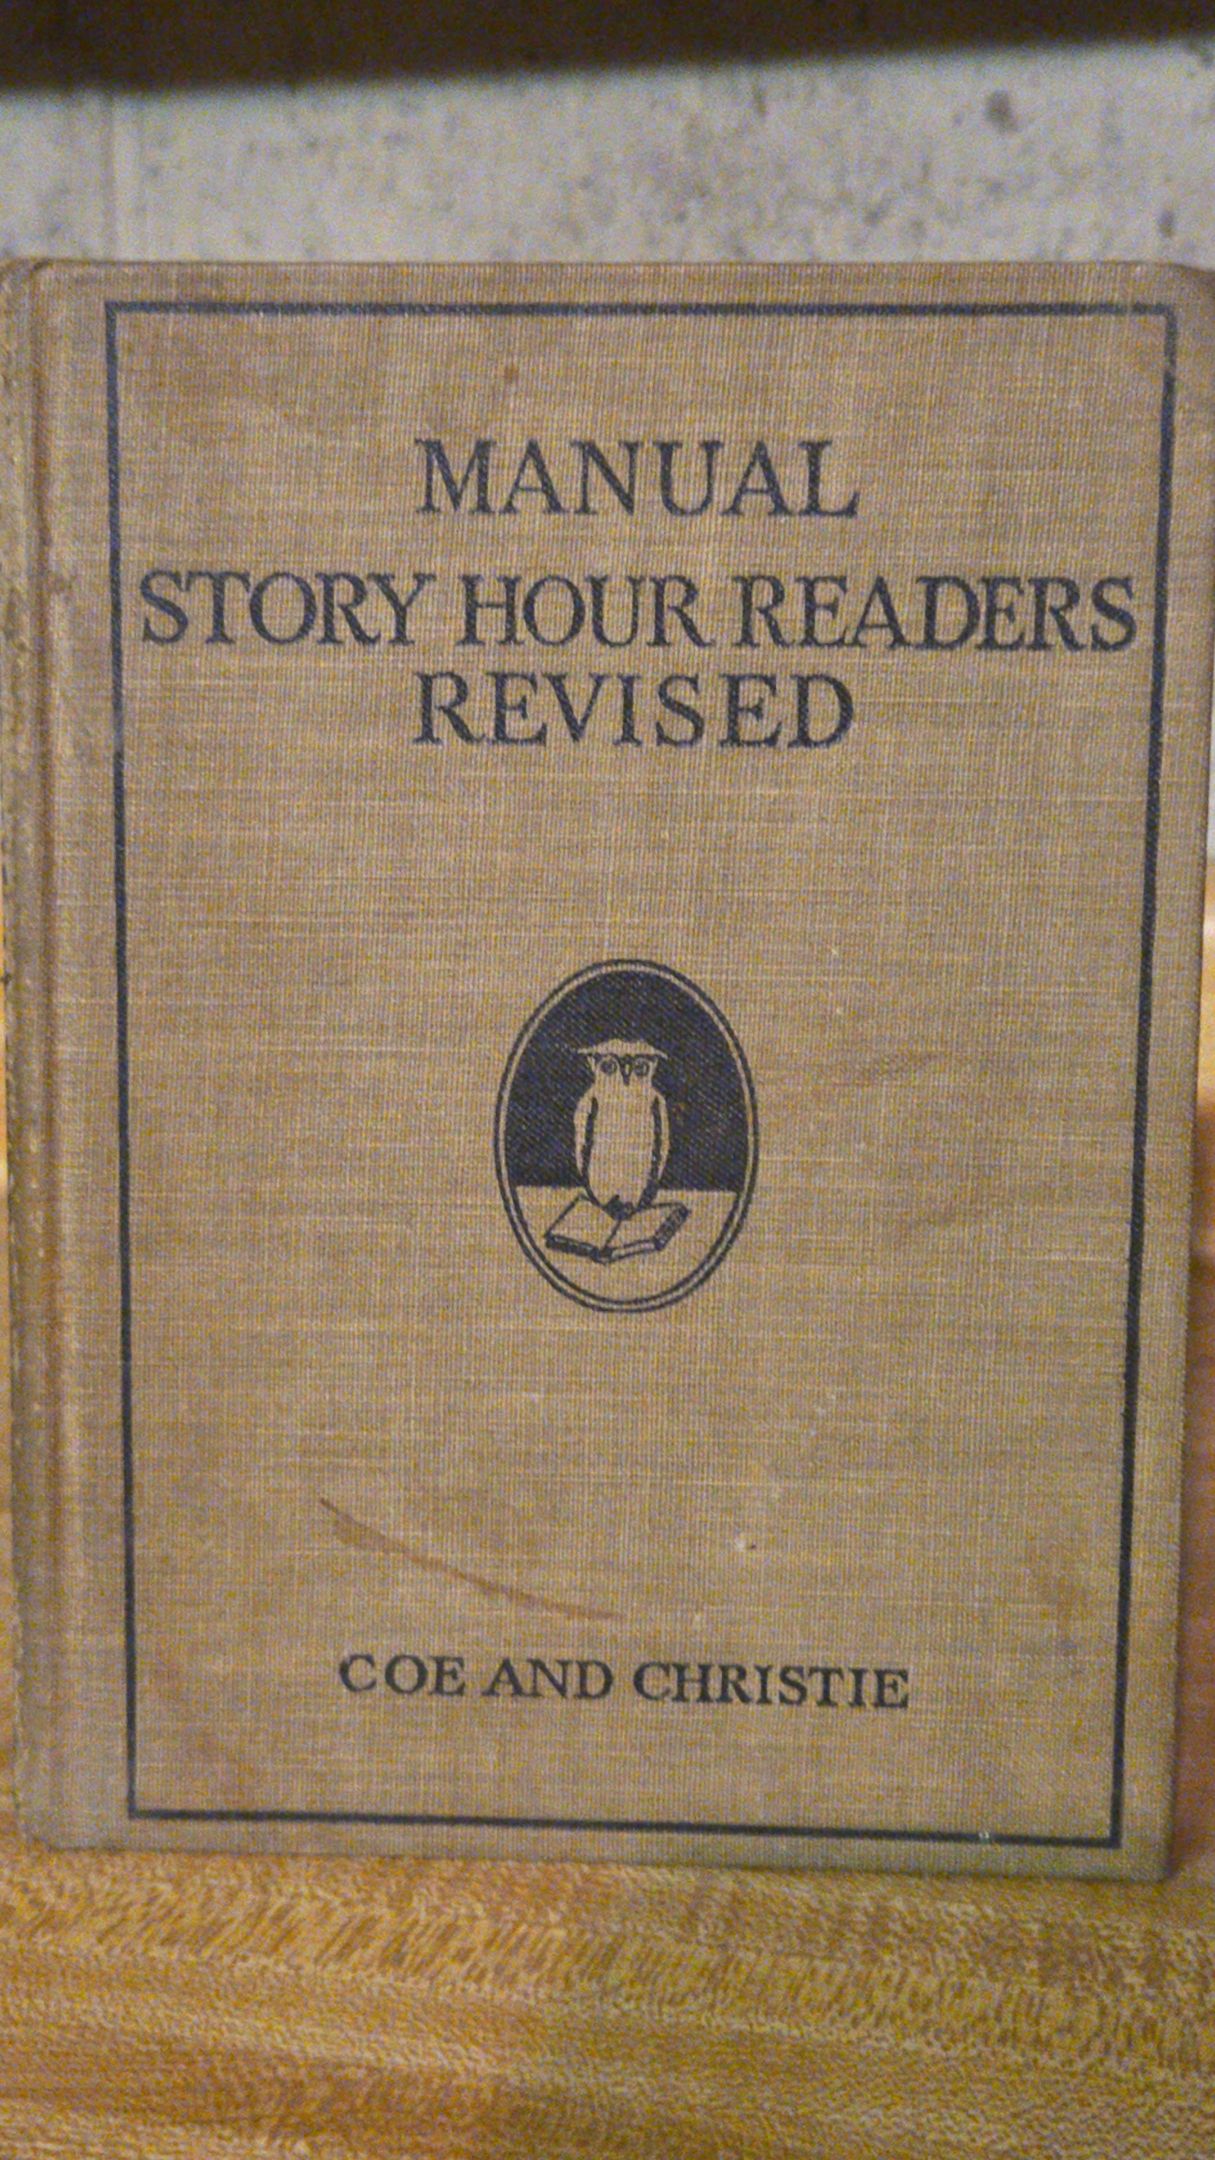 MANUAL
STORY HOUR READERS
REVISED
COE AND CHRISTIE